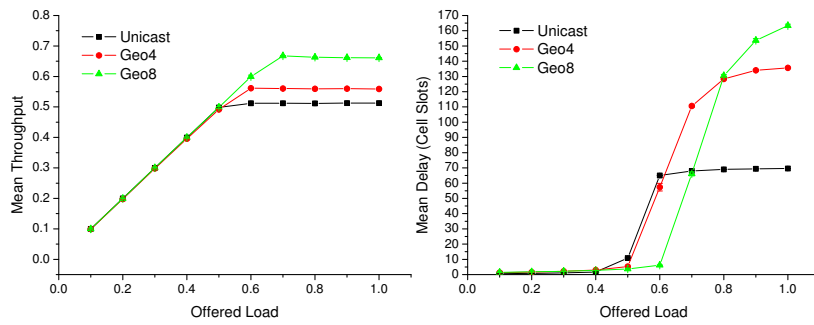 Mean Throughput
0.8
0.7
0.6
0.5
0.4
0.3
0.2
0.1
0.0
Unicast
Geo4
Geo8
0.0 0.2 0.4 0.6 0.8 1.0
Offered Load
Mean Delay (Cell Slots)
170
160
150
140
130
120
110
100
90
80
70
60
50
40
30
20
10
0
Unicast
Geo4
Geo8
0.0 0.2 0.4 0.6 0.8 1.0
Offered Load